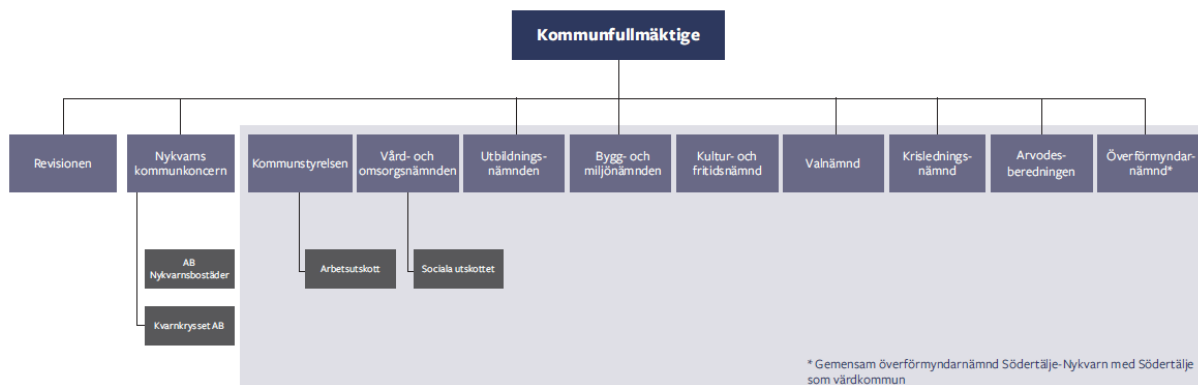 Kommunfullmäktige
Revisionen
Nykvarns
kommunkoncern
Kommunstyrelsen
Vård- och
omsorgsnämnden
Utbildnings-
nämnden
Bygg- och
miljönämnden
Kultur- och
fritidsnämnd
Valnämnd
Krislednings-
nämnd
Arvodes-
beredningen
Överförmyndar-
nämnd*
AB
Nykvarnsbostäder
Arbetsutskott
Sociala utskottet
Kvarnkrysset AB
* Gemensam överförmyndarnämnd Södertälje-Nykvarn med Södertälje
som värdkommun